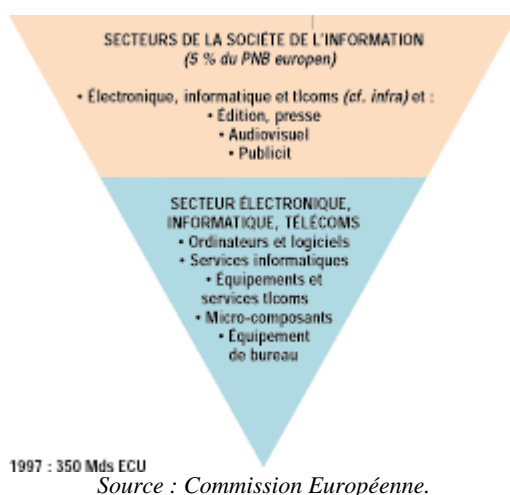 SECTEURS DE LA SOCIÉTE DE L'INFORMATION
(5 % du PNB europen)
• Électronique, informatique et tlcoms (cf. infra) et :
• Édition, presse
• Audiovisuel
• Publicit
SECTEUR ÉLECTRONIQUE,
INFORMATIQUE, TÉLÉCOMS
• Ordinateurs et logiciels
• Services informatiques
• Équipements et
services tlcoms
• Micro-composants
• Équipement
de bureau
1997 : 350 Mds ECU
Source : Commission Européenne.